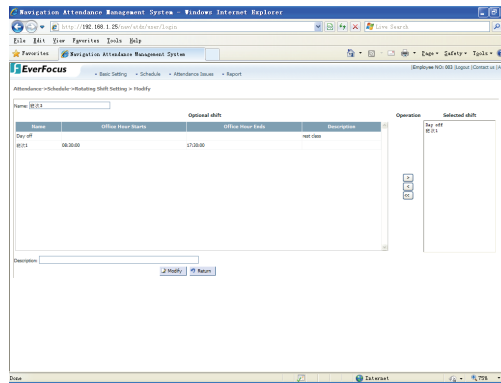 Navigation Attendance Management System - Windows Internet Explorer
http://192.168.1.25/nav/stds/user/login
Live Search
File Edit View Favorites Tools Help
Favorites
Navigation Attendance Management System
Page Safety Tools
EverFocus
Basic Setting
Schedule
Attendance Issues
Report
[Employee NO: 003 |Logout |Contact us |A
Attendance->Schedule->Rotating Shift Setting > Modify
Name:
Optional shift
Operation
Selected shift
Name
Office Hour Starts
Office Hour Ends
Description
Day off
rest class
08:30:00
17:30:00
Day off
>
<
<<
Description:
Modify
Return
Done
Internet
75%